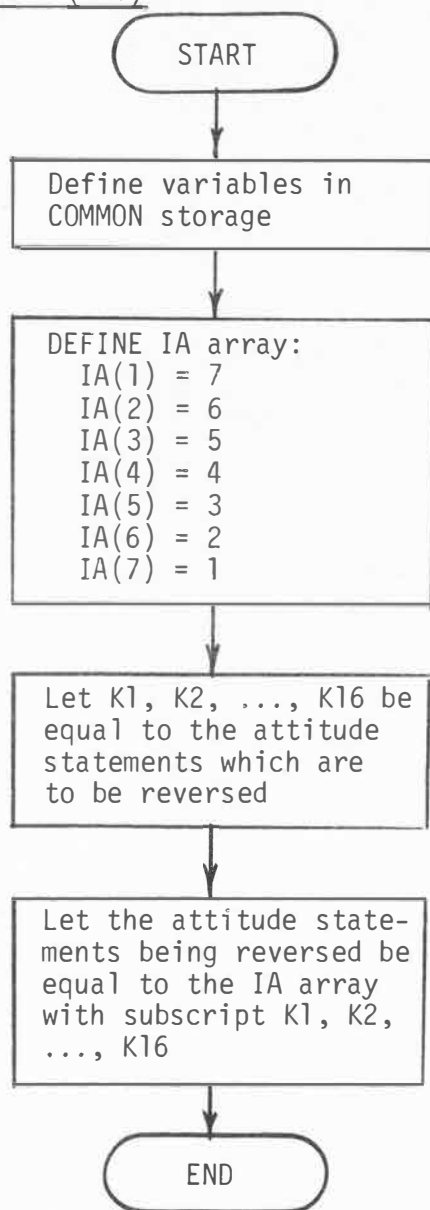 START
Define variables in
COMMON storage
DEFINE IA array:
IA(1) = 7
IA(2) = 6
IA(3) = 5
IA(4) = 4
IA(5) = 3
IA(6) = 2
IA(7) = 1
Let K1, K2, ..., K16 be
equal to the attitude
statements which are
to be reversed
Let the attitude state-
ments being reversed be
equal to the IA array
with subscript K1, K2,
..., K16
END